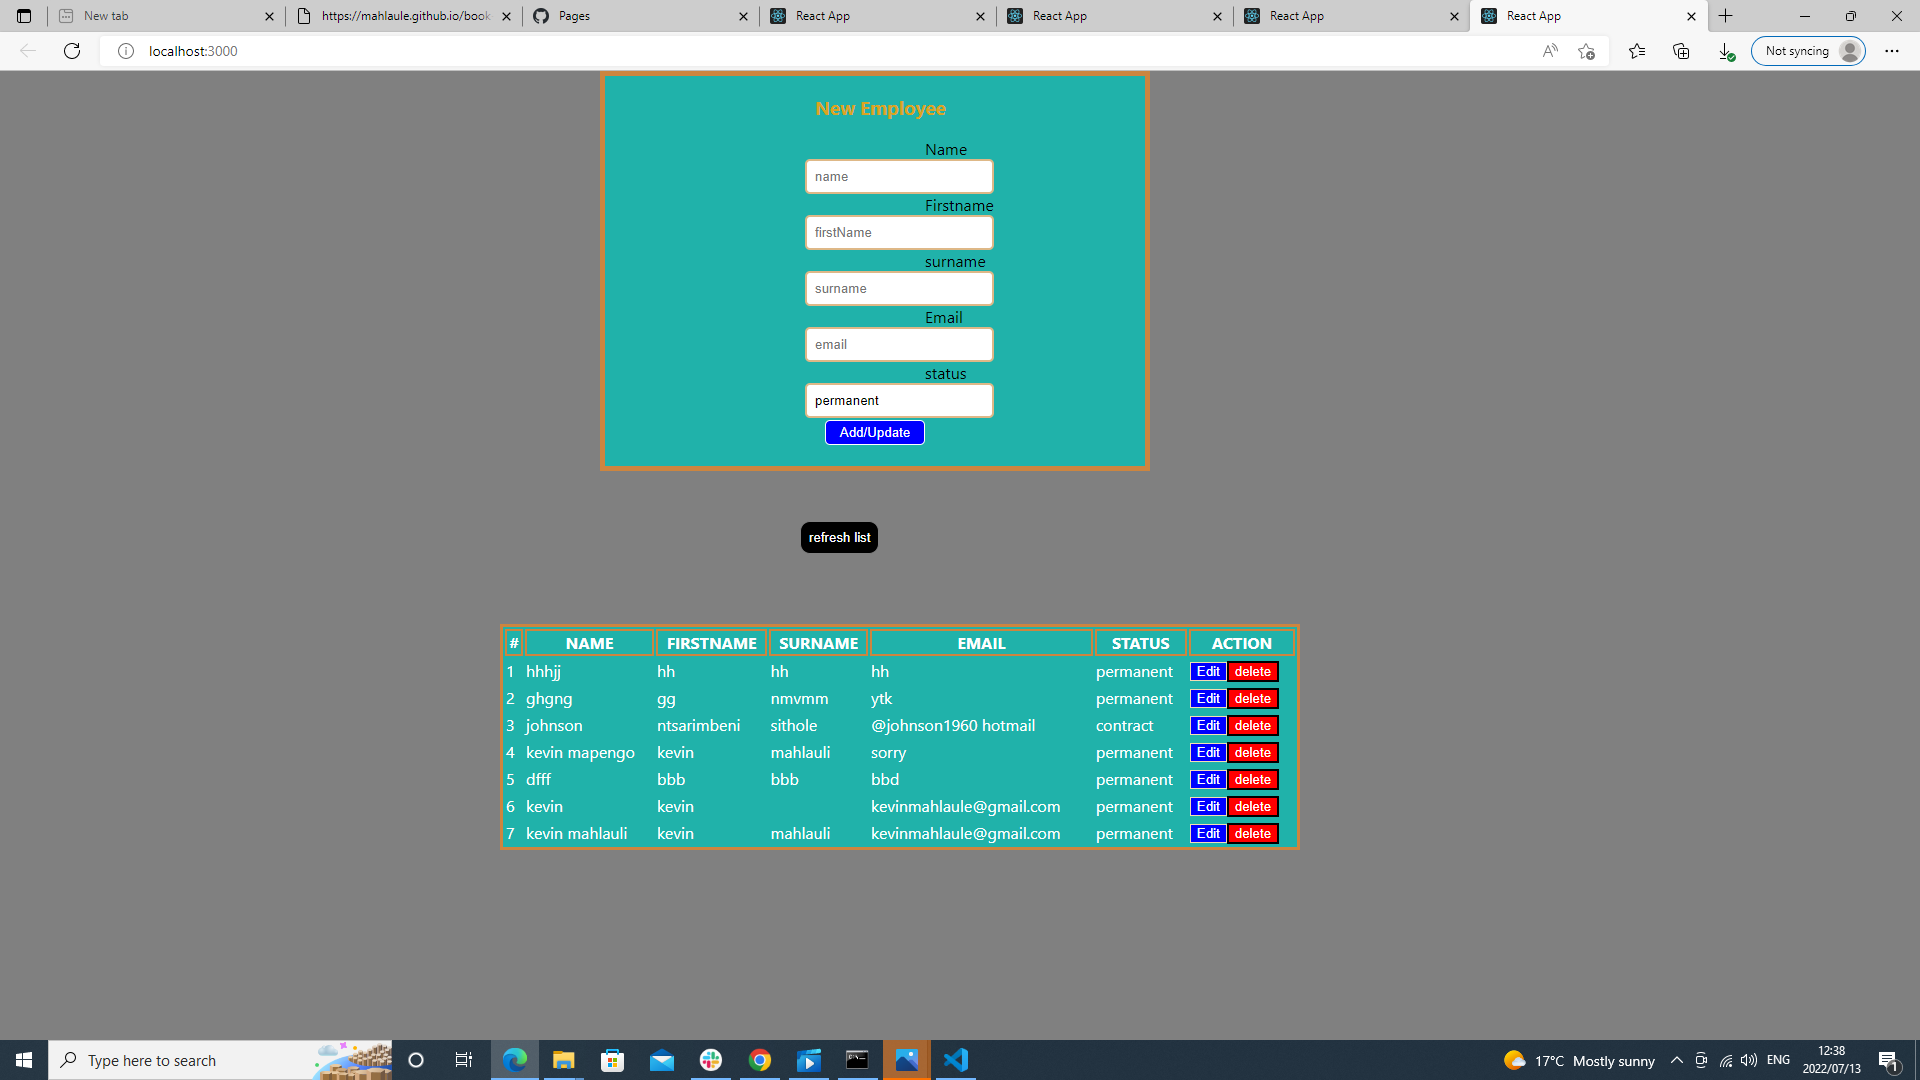 New tab
https://mahlaule.github.io/book
Pages
React App
React App
React App
React App
localhost:3000
Not syncing
New Employee
Name
name
Firstname
firstName
surname
surname
Email
email
status
permanent
Add/Update
refresh list
# NAME FIRSTNAME SURNAME EMAIL STATUS ACTION
1 hhhjj hh hh hh permanent Edit delete
2 ghgng gg nmvmm ytk permanent Edit delete
3 johnson ntsarimbeni sithole @johnson1960 hotmail contract Edit delete
4 kevin mapengo kevin mahlauli sorry permanent Edit delete
5 dfff bbb bbb bbd permanent Edit delete
6 kevin kevin kevinmahlaule@gmail.com permanent Edit delete
7 kevin mahlauli kevin mahlauli kevinmahlaule@gmail.com permanent Edit delete
Type here to search
17°C Mostly sunny
ENG
12:38
2022/07/13
1